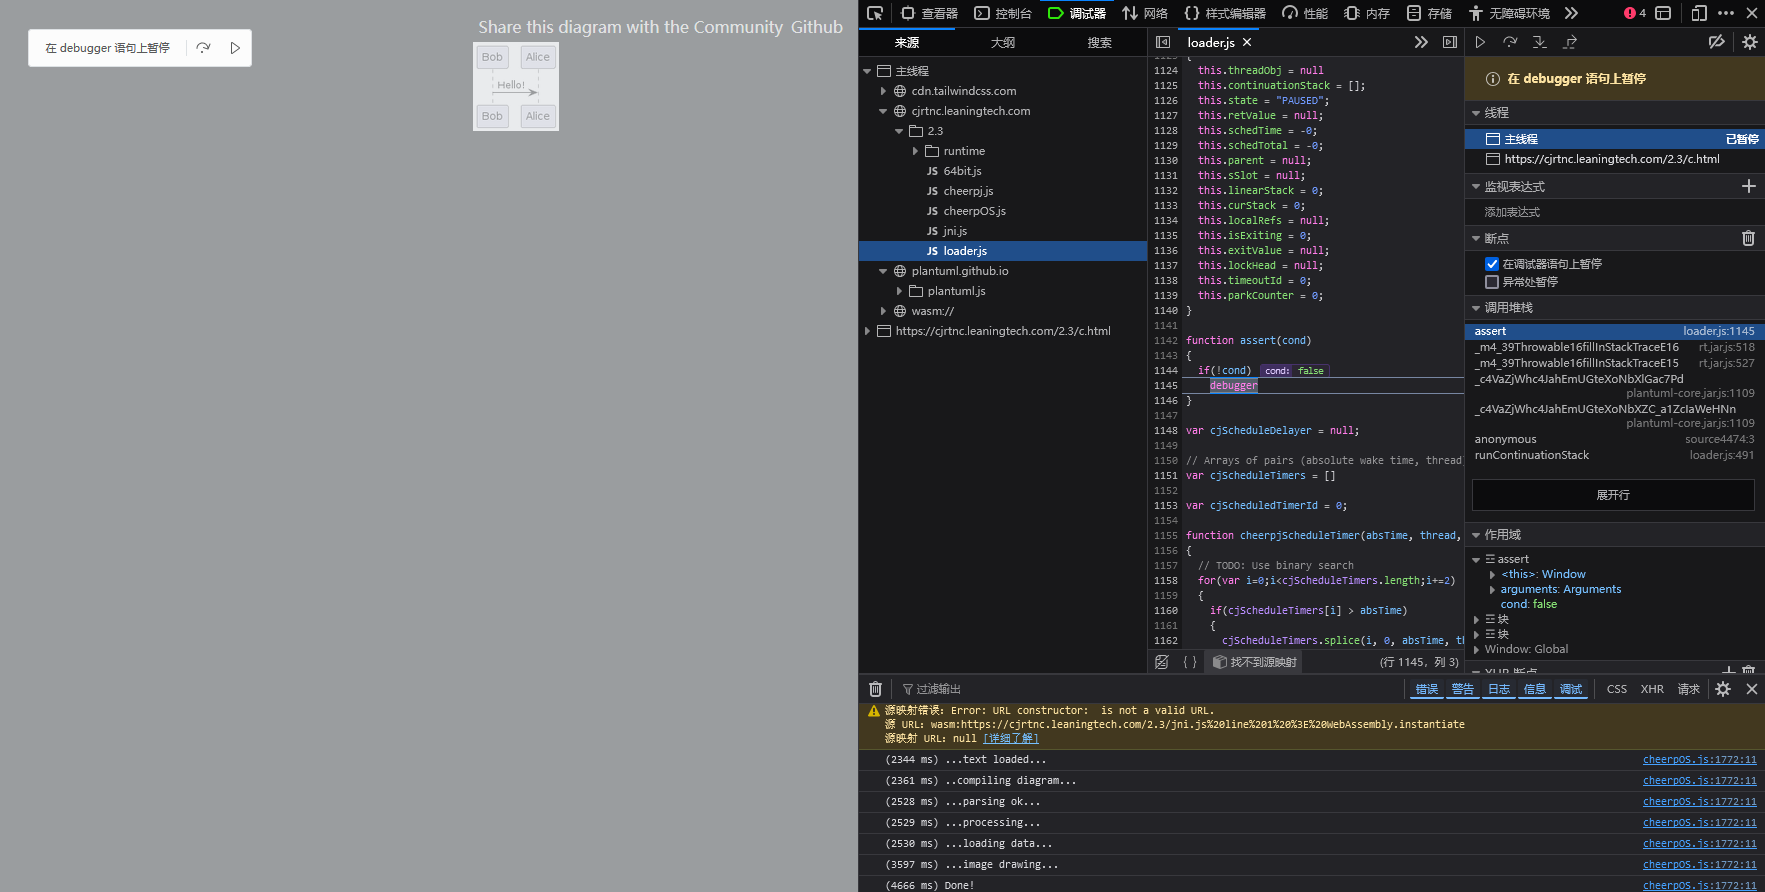 Share this diagram with the Community Github
在 debugger 语句上暂停
Bob Alice
Hello!
Bob Alice
查看器 控制台 调试器 网络 样式编辑器 性能 内存 存储 无障碍环境 4
来源 大纲 搜索
主线程
cdn.tailwindcss.com
cjrtnc.leaningtech.com
2.3
runtime
JS 64bit.js
JS cheerpj.js
JS cheerpOS.js
JS jni.js
JS loader.js
plantuml.github.io
plantuml.js
wasm://
https://cjrtnc.leaningtech.com/2.3/c.html
loader.js
1124 this.threadObj = null
1125 this.continuationStack = [];
1126 this.state = "PAUSED";
1127 this.retValue = null;
1128 this.schedTime = -0;
1129 this.schedTotal = -0;
1130 this.parent = null;
1131 this.sSlot = null;
1132 this.linearStack = 0;
1133 this.curStack = 0;
1134 this.localRefs = null;
1135 this.isExiting = 0;
1136 this.exitValue = null;
1137 this.lockHead = null;
1138 this.timeoutId = 0;
1139 this.parkCounter = 0;
1140 }
1141
1142 function assert(cond)
1143 {
1144 if(!cond) cond: false
1145 debugger
1146 }
1147
1148 var cjScheduleDelayer = null;
1149
1150 // Arrays of pairs (absolute wake time, thread)
1151 var cjScheduleTimers = []
1152
1153 var cjScheduledTimerId = 0;
1154
1155 function cheerpjScheduleTimer(absTime, thread,
1156 {
1157 // TODO: Use binary search
1158 for(var i=0;i<cjScheduleTimers.length;i+=2)
1159 {
1160 if(cjScheduleTimers[i] > absTime)
1161 {
1162 cjScheduleTimers.splice(i, 0, absTime, th
{ } 找不到源映射 (行 1145，列 3)
在 debugger 语句上暂停
线程
主线程 已暂停
https://cjrtnc.leaningtech.com/2.3/c.html
监视表达式
添加表达式
断点
在调试器语句上暂停
异常处暂停
调用堆栈
assert loader.js:1145
_m4_39Throwable16fillInStackTraceE16 rt.jar.js:518
_m4_39Throwable16fillInStackTraceE15 rt.jar.js:527
_c4VaZjWhc4JahEmUGteXoNbXlGac7Pd
plantuml-core.jar.js:1109
_c4VaZjWhc4JahEmUGteXoNbXZC_a1ZcIaWeHNn
plantuml-core.jar.js:1109
anonymous source4474:3
runContinuationStack loader.js:491
展开行
作用域
assert
<this>: Window
arguments: Arguments
cond: false
块
块
Window: Global
XHR 断点
过滤输出 错误 警告 日志 信息 调试 CSS XHR 请求
源映射错误：Error: URL constructor:  is not a valid URL.
源 URL：wasm:https://cjrtnc.leaningtech.com/2.3/jni.js%20line%201%20%3E%20WebAssembly.instantiate
源映射 URL：null [详细了解]
(2344 ms) ...text loaded... cheerpOS.js:1772:11
(2361 ms) ..compiling diagram... cheerpOS.js:1772:11
(2528 ms) ...parsing ok... cheerpOS.js:1772:11
(2529 ms) ...processing... cheerpOS.js:1772:11
(2530 ms) ...loading data... cheerpOS.js:1772:11
(3597 ms) ...image drawing... cheerpOS.js:1772:11
(4666 ms) Done! cheerpOS.js:1772:11